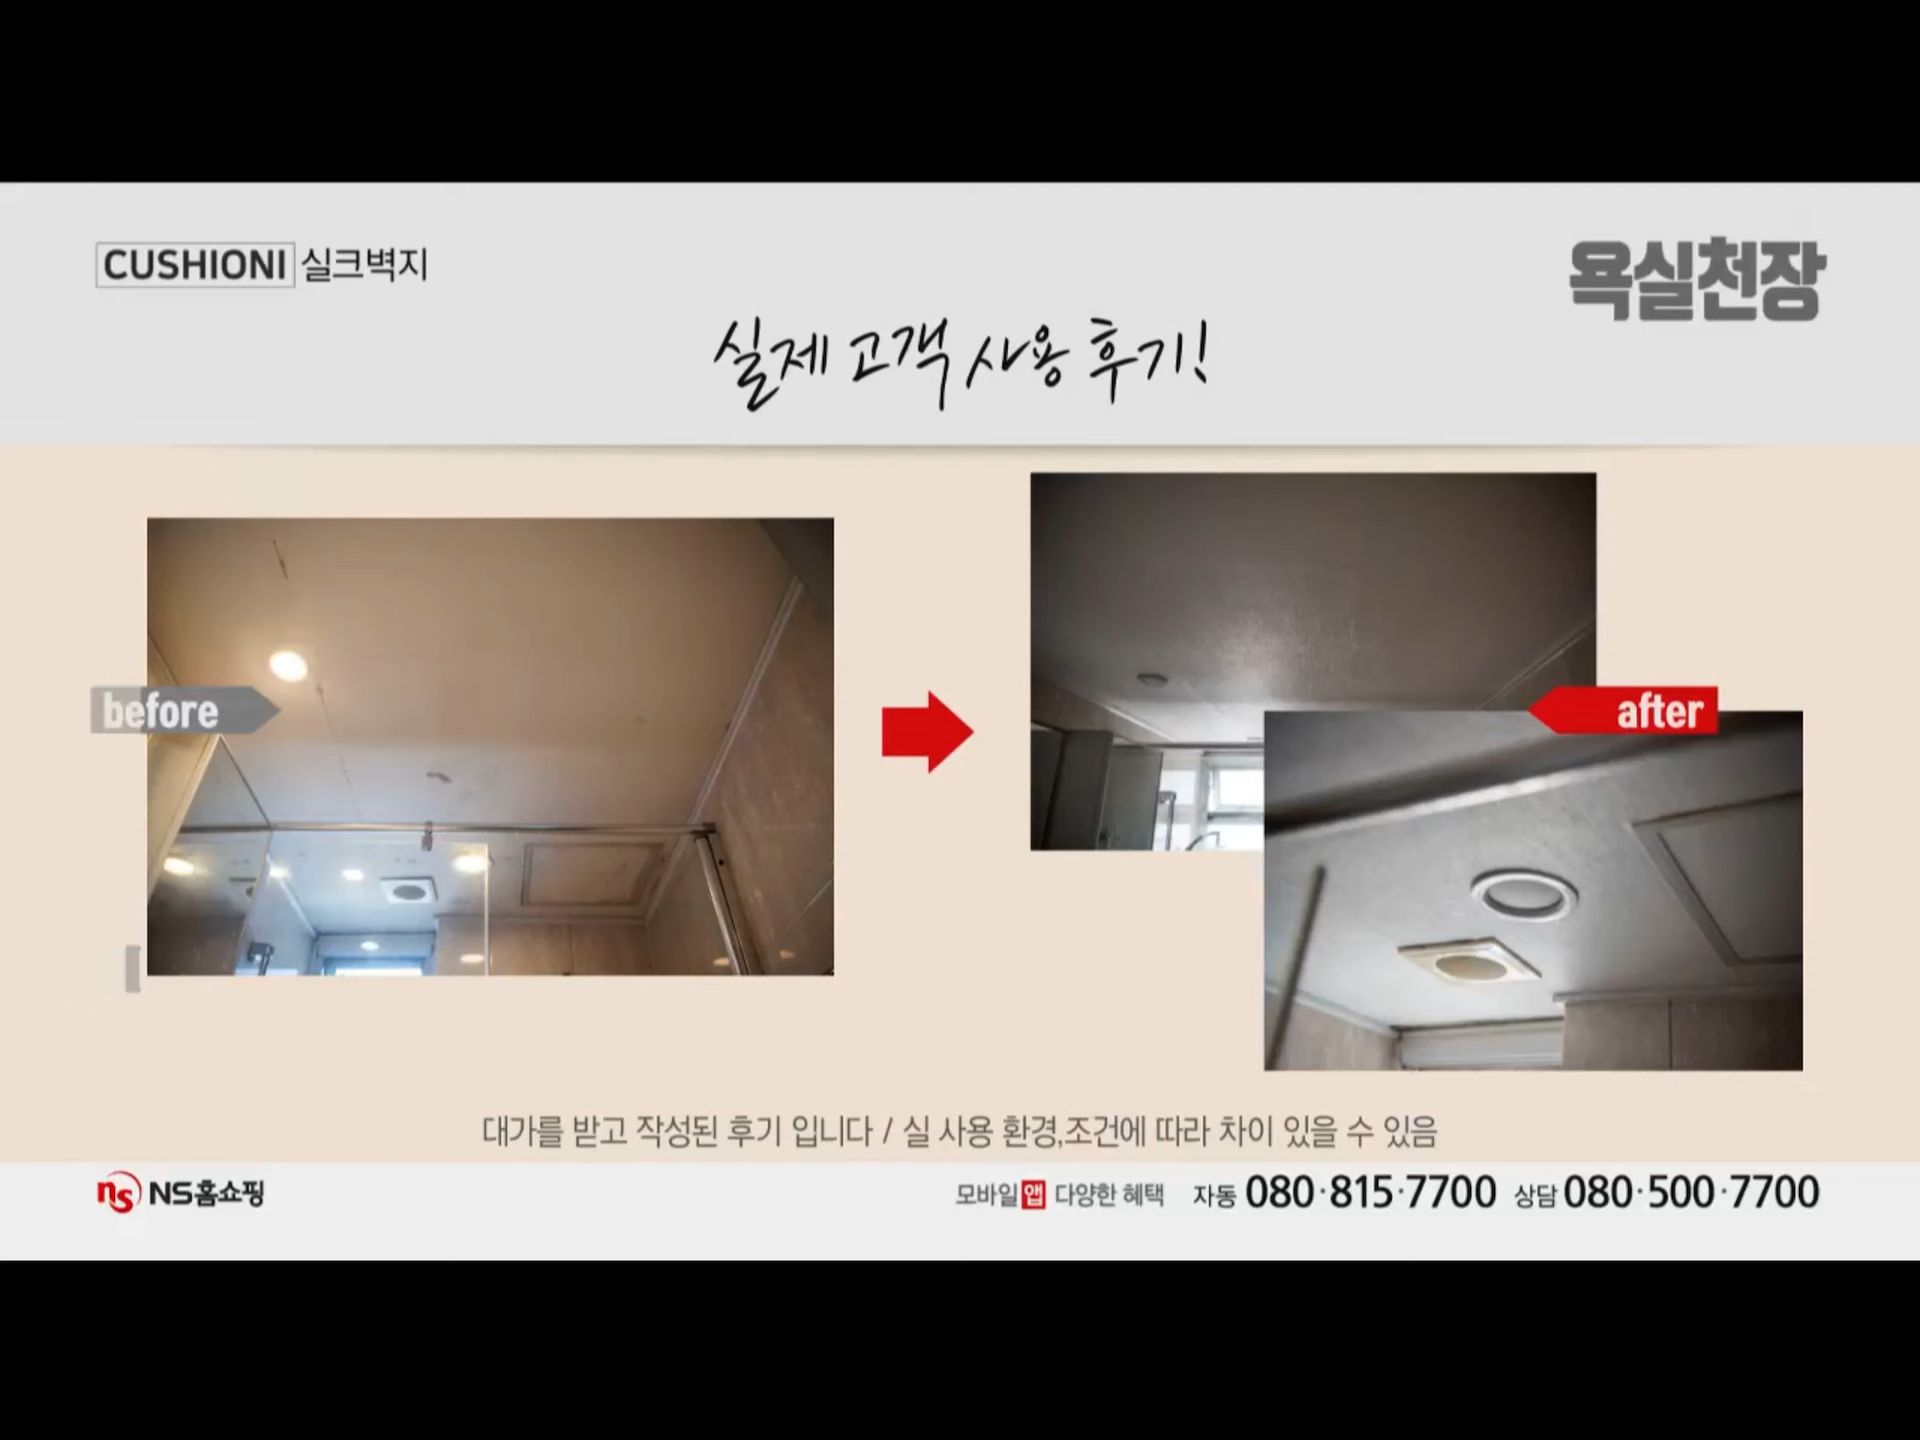 CUSHIONI 실크벽지
욕실천장
실제 고객 사용 후기!
before
after
대가를 받고 작성된 후기 입니다 / 실 사용 환경,조건에 따라 차이 있을 수 있음
ns NS홈쇼핑
모바일앱 다양한 혜택 자동 080·815·7700 상담 080·500·7700